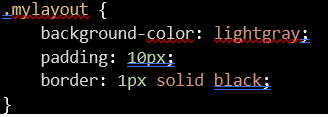 .mylayout {
    background-color: lightgray;
    padding: 10px;
    border: 1px solid black;
}